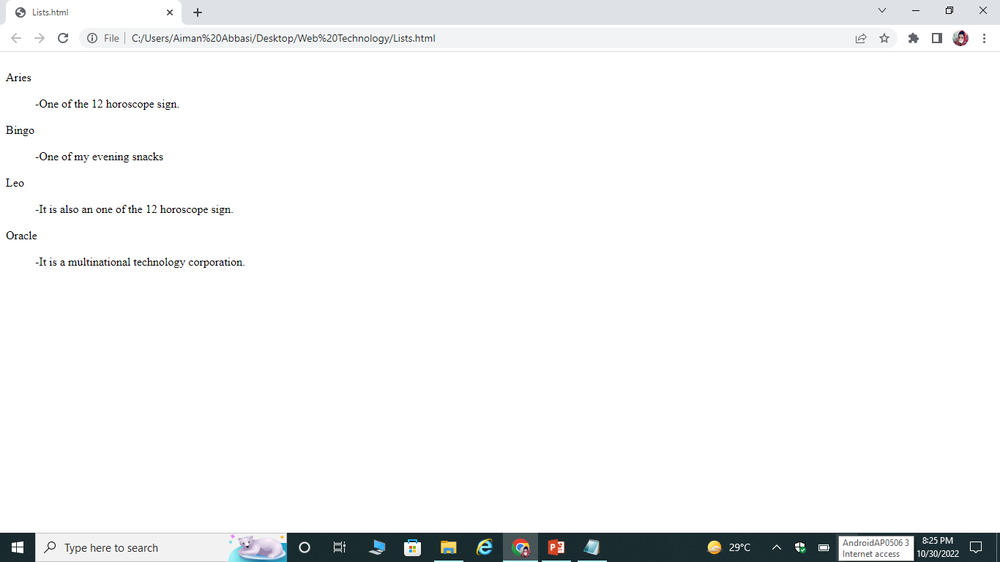 Lists.html
File C:/Users/Aiman%20Abbasi/Desktop/Web%20Technology/Lists.html
Aries
-One of the 12 horoscope sign.
Bingo
-One of my evening snacks
Leo
-It is also an one of the 12 horoscope sign.
Oracle
-It is a multinational technology corporation.
Type here to search
29°C
AndroidAP0506 3
Internet access
8:25 PM
10/30/2022